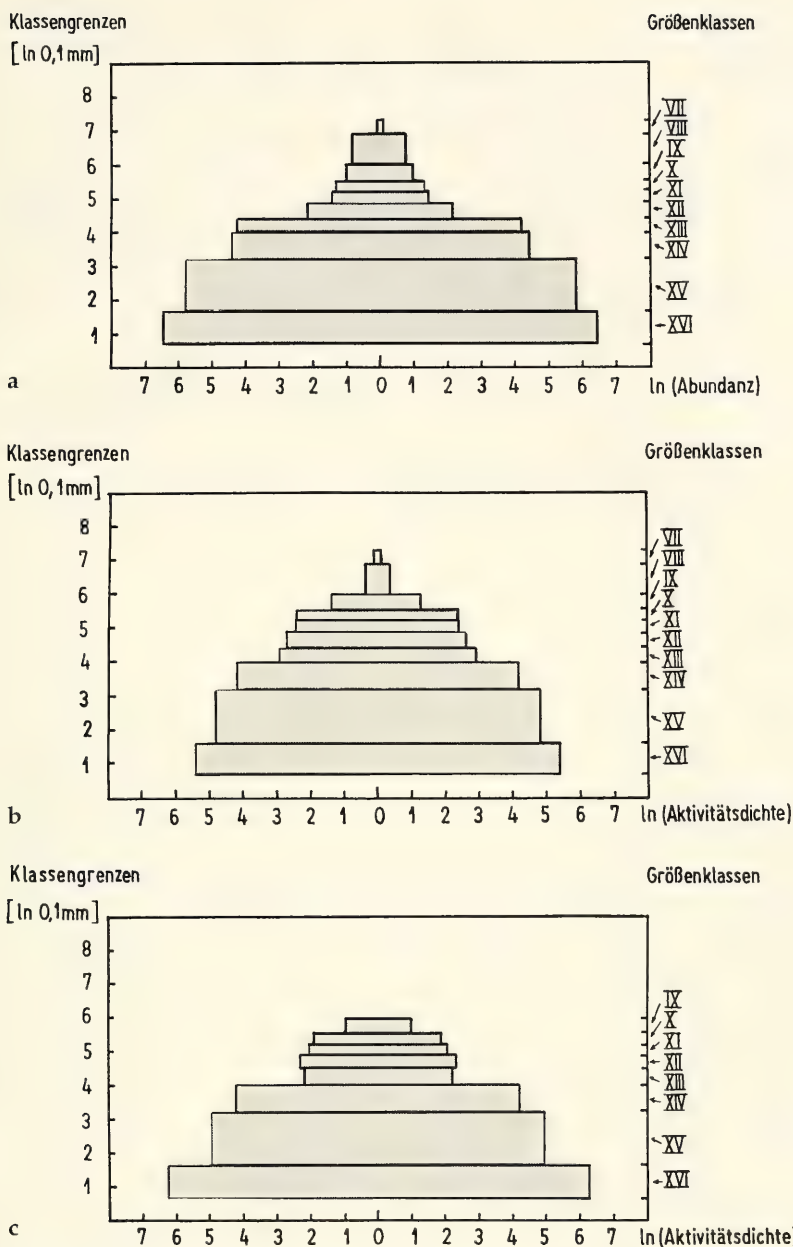 Klassengrenzen Größenklassen
[ln 0,1mm]
8
7
6
5
4
3
2
1
VII
VIII
IX
X
XI
XII
XIII
XIV
XV
XVI
a
7 6 5 4 3 2 1 0 1 2 3 4 5 6 7 ln (Abundanz)
Klassengrenzen Größenklassen
[ln 0,1mm]
8
7
6
5
4
3
2
1
VII
VIII
IX
X
XI
XII
XIII
XIV
XV
XVI
b
7 6 5 4 3 2 1 0 1 2 3 4 5 6 7 ln (Aktivitätsdichte)
Klassengrenzen Größenklassen
[ln 0,1mm]
8
7
6
5
4
3
2
1
IX
X
XI
XII
XIII
XIV
XV
XVI
c
7 6 5 4 3 2 1 0 1 2 3 4 5 6 7 ln (Aktivitätsdichte)